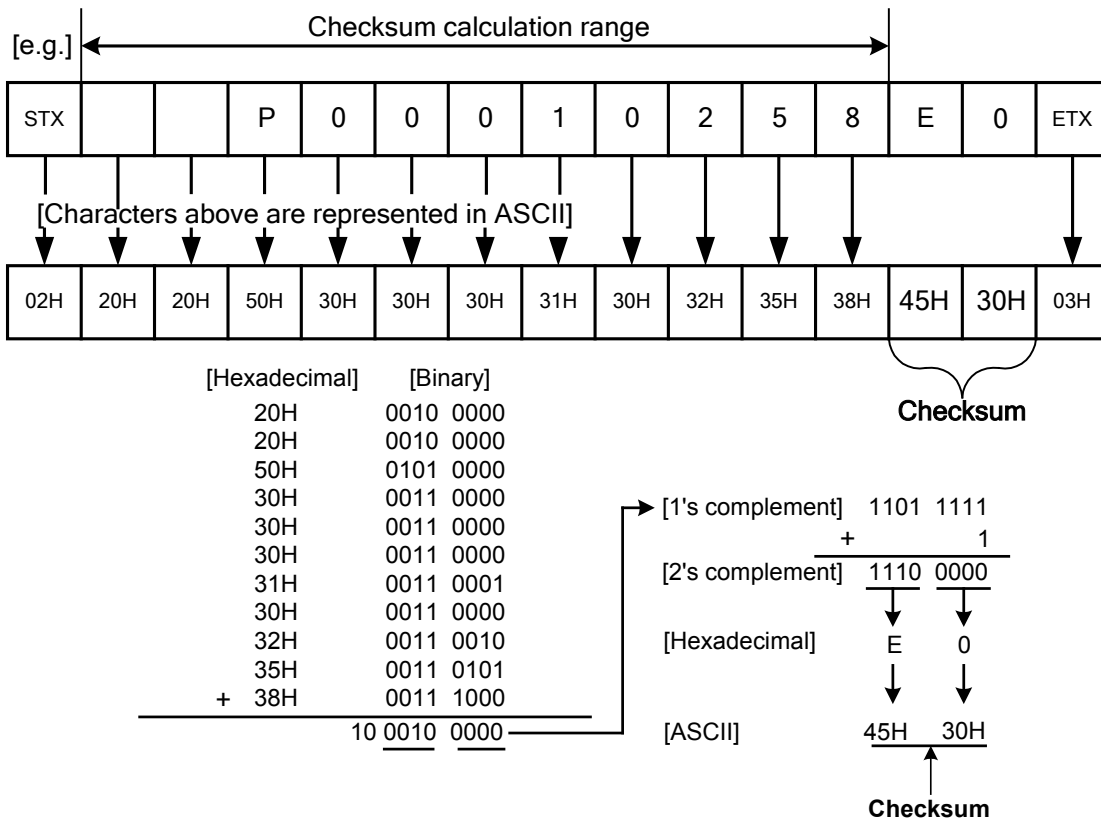 Checksum calculation range
[e.g.]
STX P 0 0 0 1 0 2 5 8 E 0 ETX
[Characters above are represented in ASCII]
02H 20H 20H 50H 30H 30H 30H 31H 30H 32H 35H 38H 45H 30H 03H
[Hexadecimal] [Binary]
Checksum
20H 0010 0000
20H 0010 0000
50H 0101 0000
30H 0011 0000
30H 0011 0000
30H 0011 0000
31H 0011 0001
30H 0011 0000
32H 0011 0010
35H 0011 0101
+ 38H 0011 1000
10 0010 0000
[1's complement] 1101 1111
+ 1
[2's complement] 1110 0000
[Hexadecimal] E 0
[ASCII] 45H 30H
Checksum